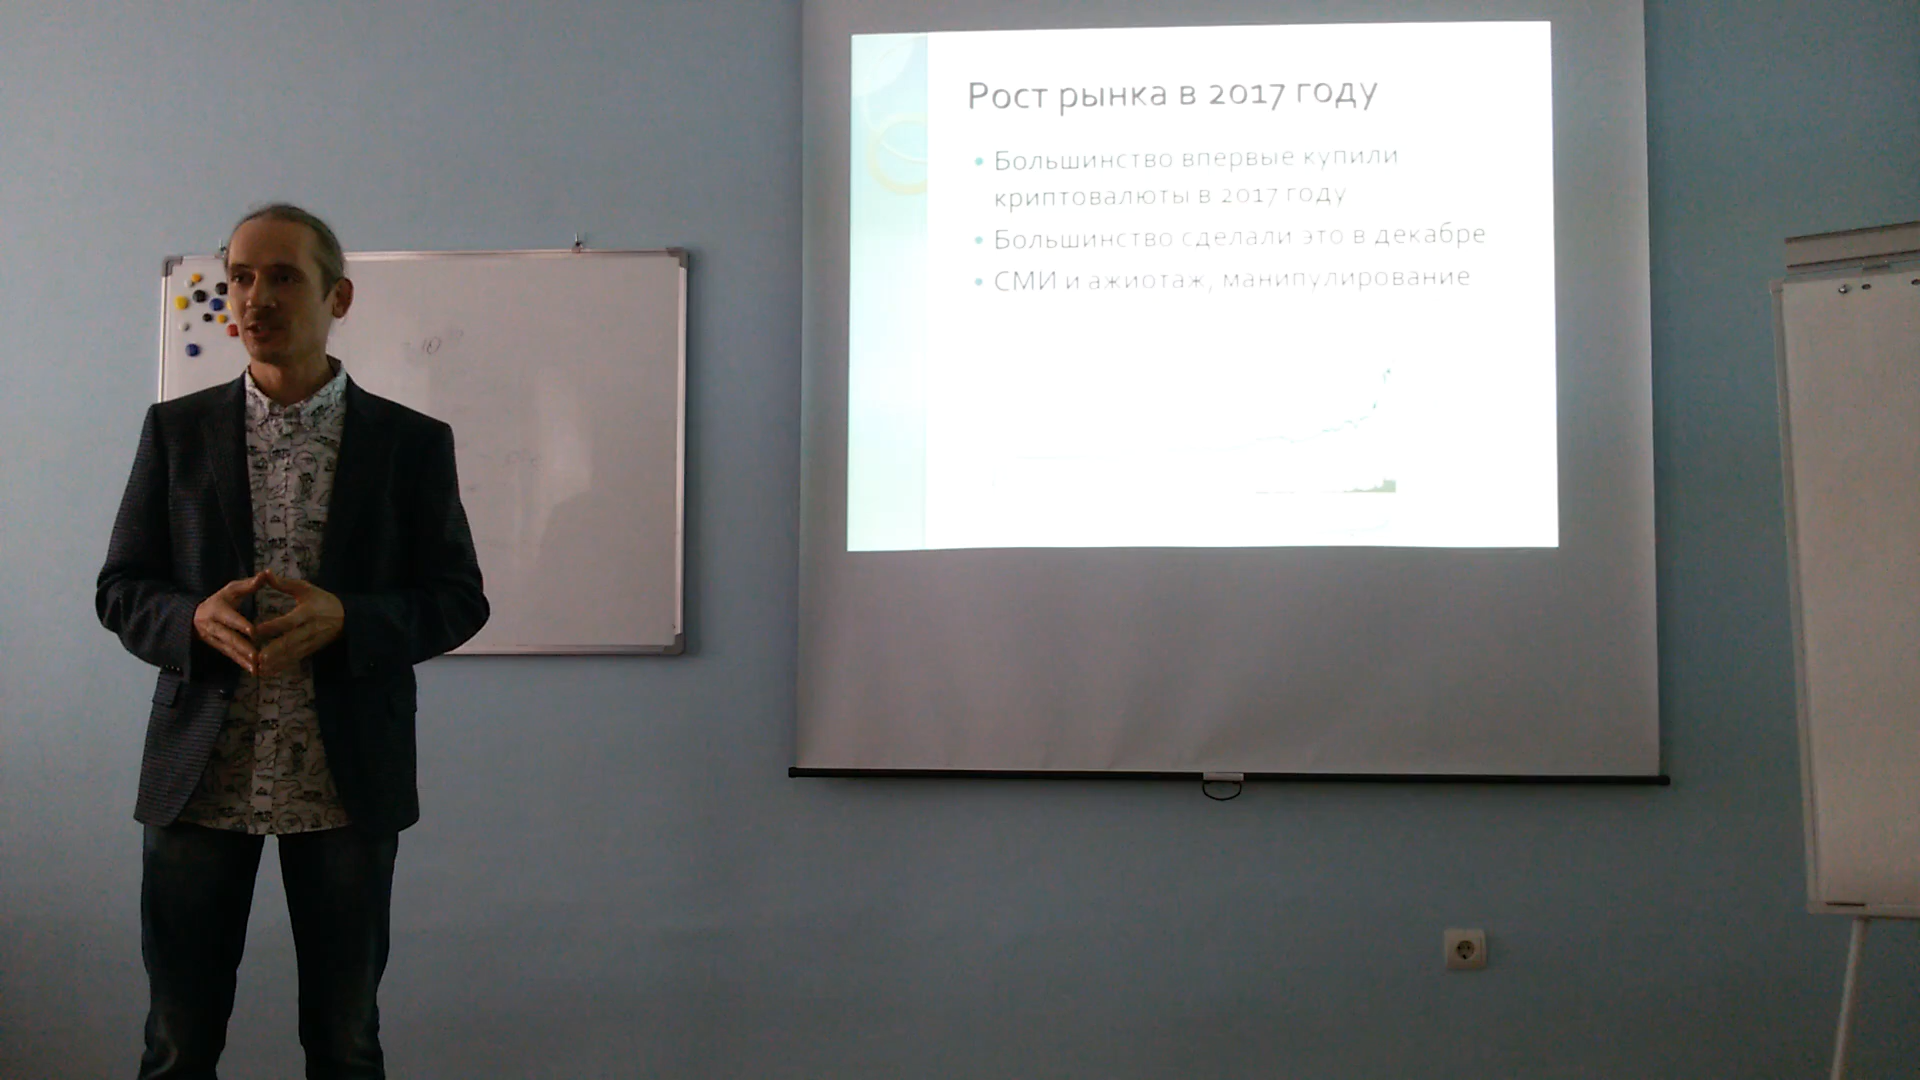 Рост рынка в 2017 году
• Большинство впервые купили
криптовалюты в 2017 году
• Большинство сделали это в декабре
• СМИ и ажиотаж, манипулирование